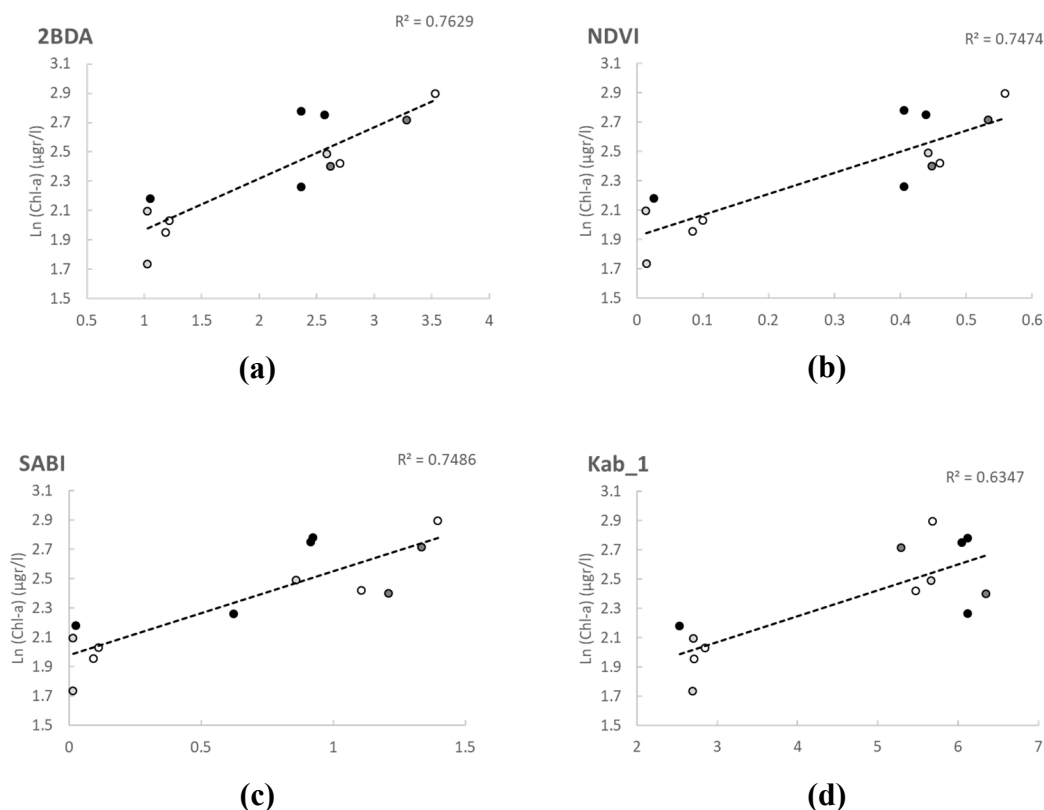 2BDA
R² = 0.7629
Ln (Chl-a) (µgr/l)
3.1
2.9
2.7
2.5
2.3
2.1
1.9
1.7
1.5
0.5 1 1.5 2 2.5 3 3.5 4
(a)
NDVI
R² = 0.7474
Ln (Chl-a) (µgr/l)
3.1
2.9
2.7
2.5
2.3
2.1
1.9
1.7
1.5
0 0.1 0.2 0.3 0.4 0.5 0.6
(b)
SABI
R² = 0.7486
Ln (Chl-a) (µgr/l)
3.1
2.9
2.7
2.5
2.3
2.1
1.9
1.7
1.5
0 0.5 1 1.5
(c)
Kab_1
R² = 0.6347
Ln (Chl-a) (µgr/l)
3.1
2.9
2.7
2.5
2.3
2.1
1.9
1.7
1.5
2 3 4 5 6 7
(d)